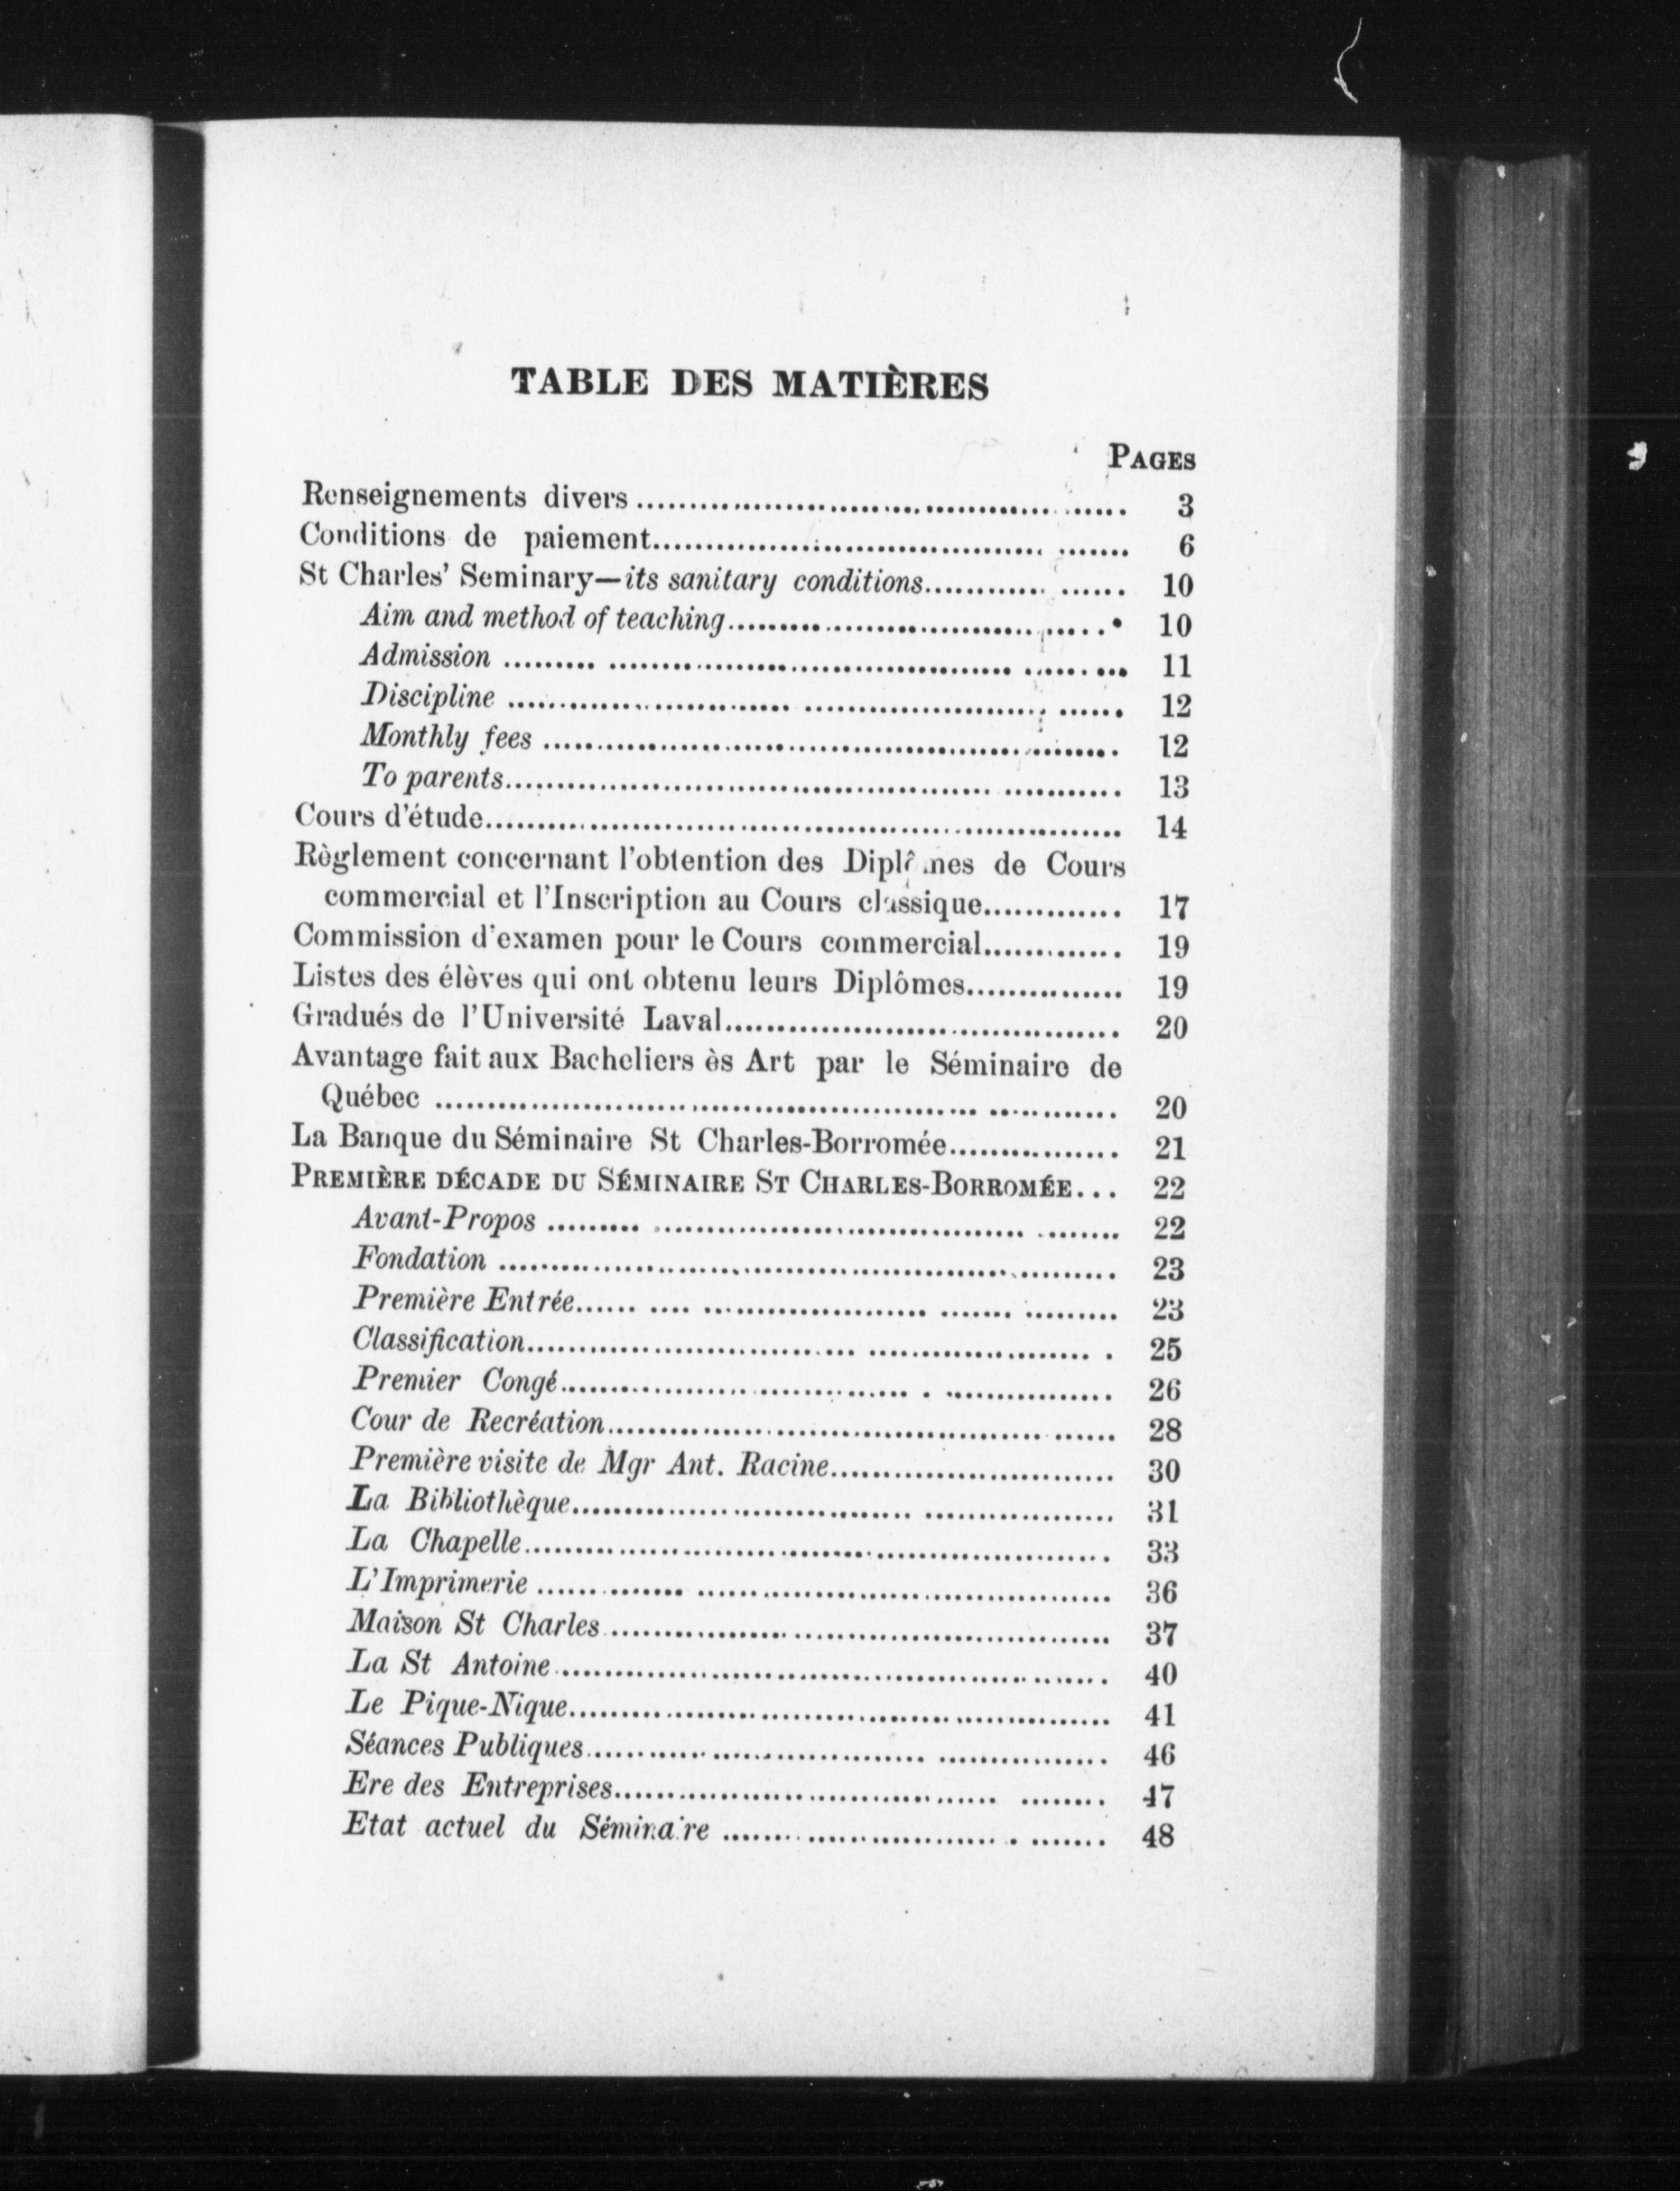 TABLE DES MATIÈRES
PAGES
Renseignements divers 3
Conditions de paiement 6
St Charles' Seminary—its sanitary conditions 10
Aim and method of teaching 10
Admission 11
Discipline 12
Monthly fees 12
To parents 13
Cours d'étude 14
Règlement concernant l'obtention des Diplômes de Cours
commercial et l'Inscription au Cours classique 17
Commission d'examen pour le Cours commercial 19
Listes des élèves qui ont obtenu leurs Diplômes 19
Gradués de l'Université Laval 20
Avantage fait aux Bacheliers ès Art par le Séminaire de
Québec 20
La Banque du Séminaire St Charles-Borromée 21
PREMIÈRE DÉCADE DU SÉMINAIRE ST CHARLES-BORROMÉE... 22
Avant-Propos 22
Fondation 23
Première Entrée 23
Classification 25
Premier Congé 26
Cour de Recréation 28
Première visite de Mgr Ant. Racine 30
La Bibliothèque 31
La Chapelle 33
L'Imprimerie 36
Maison St Charles 37
La St Antoine 40
Le Pique-Nique 41
Séances Publiques 46
Ere des Entreprises 47
Etat actuel du Séminaire 48